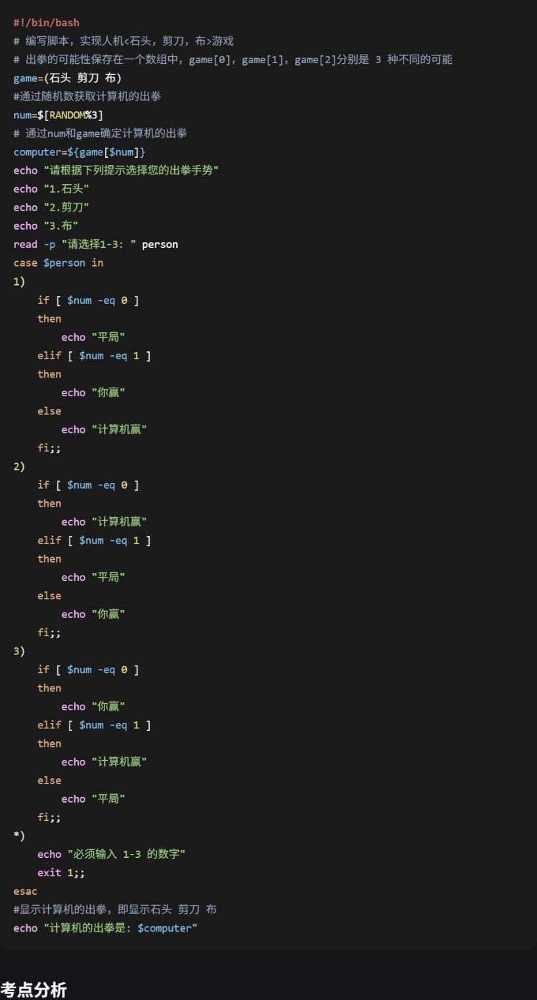 #!/bin/bash
# 编写脚本，实现人机<石头，剪刀，布>游戏
# 出拳的可能性保存在一个数组中，game[0]，game[1]，game[2]分别是 3 种不同的可能
game=(石头 剪刀 布)
#通过随机数获取计算机的出拳
num=$[RANDOM%3]
# 通过num和game确定计算机的出拳
computer=${game[$num]}
echo "请根据下列提示选择您的出拳手势"
echo "1.石头"
echo "2.剪刀"
echo "3.布"
read -p "请选择1-3: " person
case $person in
1)
    if [ $num -eq 0 ]
    then
        echo "平局"
    elif [ $num -eq 1 ]
    then
        echo "你赢"
    else
        echo "计算机赢"
    fi;;
2)
    if [ $num -eq 0 ]
    then
        echo "计算机赢"
    elif [ $num -eq 1 ]
    then
        echo "平局"
    else
        echo "你赢"
    fi;;
3)
    if [ $num -eq 0 ]
    then
        echo "你赢"
    elif [ $num -eq 1 ]
    then
        echo "计算机赢"
    else
        echo "平局"
    fi;;
*)
    echo "必须输入 1-3 的数字"
    exit 1;;
esac
#显示计算机的出拳，即显示石头 剪刀 布
echo "计算机的出拳是: $computer"
考点分析